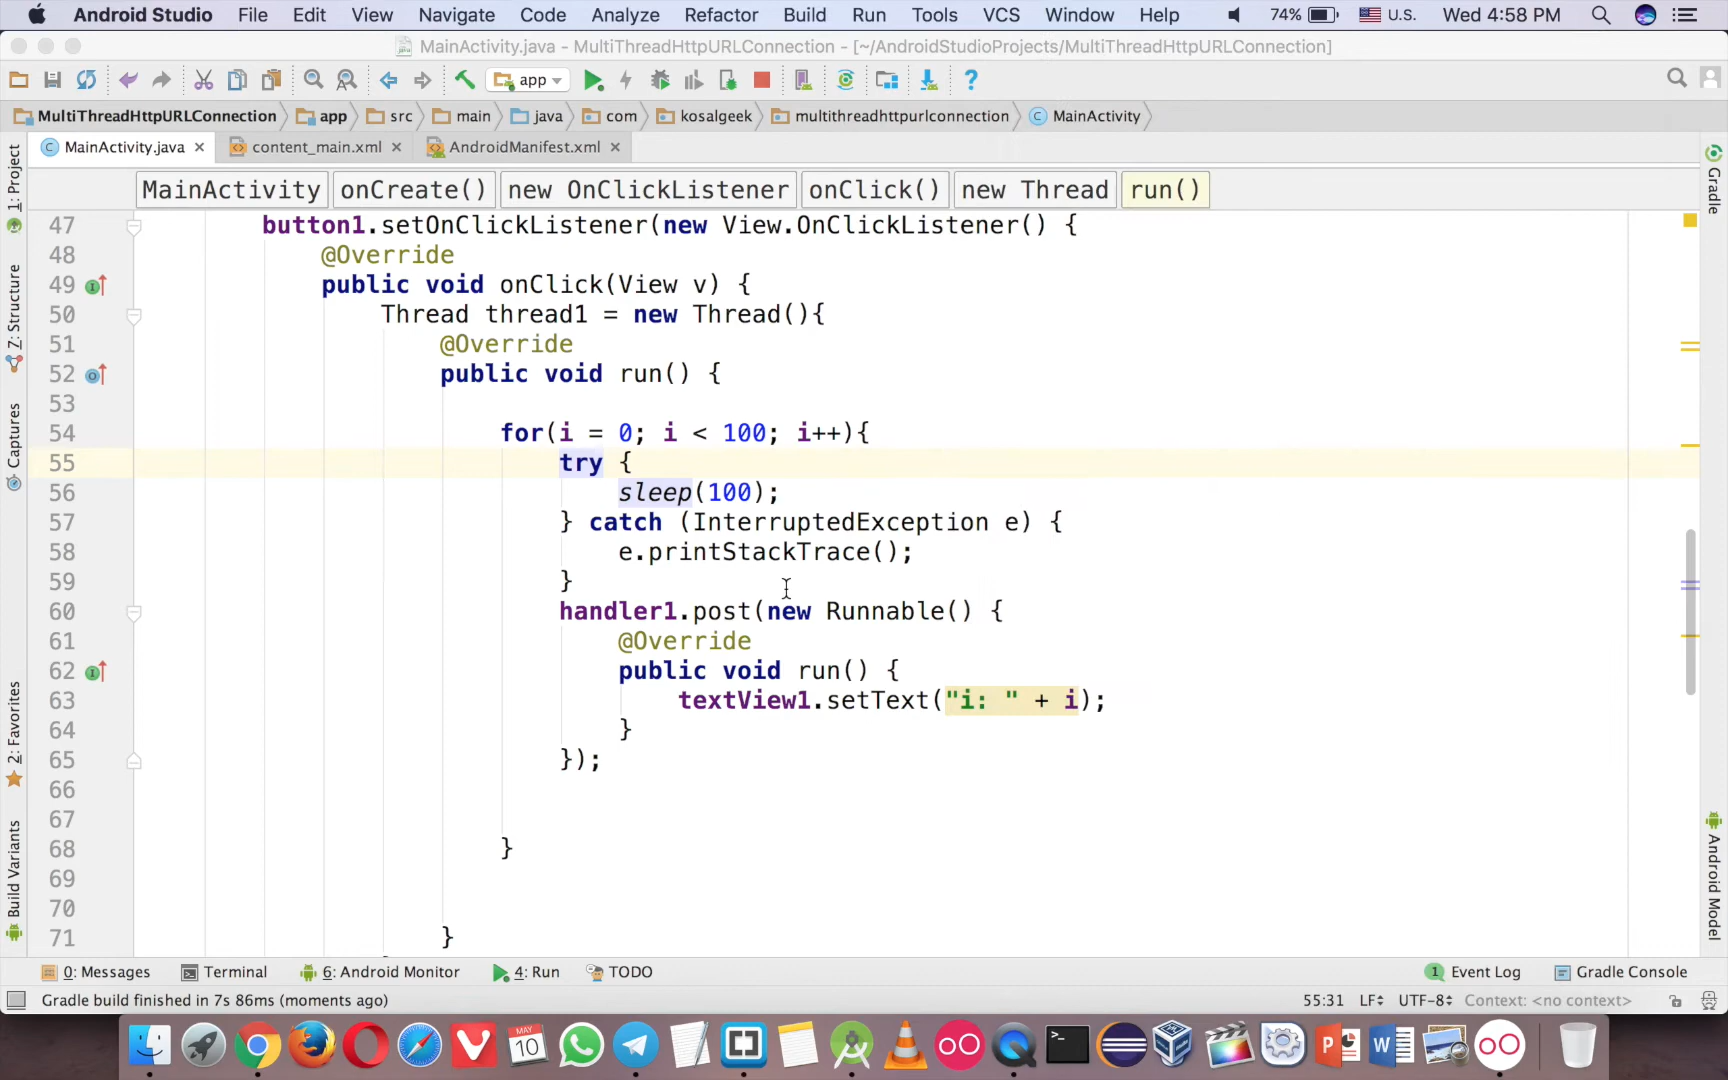 Android Studio File Edit View Navigate Code Analyze Refactor Build Run Tools VCS Window Help 74% U.S. Wed 4:58 PM
MainActivity.java - MultiThreadHttpURLConnection - [~/AndroidStudioProjects/MultiThreadHttpURLConnection]
app
MultiThreadHttpURLConnection app src main java com kosalgeek multithreadhttpurlconnection MainActivity
MainActivity.java content_main.xml AndroidManifest.xml
MainActivity onCreate() new OnClickListener onClick() new Thread run()
47 button1.setOnClickListener(new View.OnClickListener() {
48 @Override
49 public void onClick(View v) {
50 Thread thread1 = new Thread(){
51 @Override
52 public void run() {
53
54 for(i = 0; i < 100; i++){
55 try {
56 sleep(100);
57 } catch (InterruptedException e) {
58 e.printStackTrace();
59 }
60 handler1.post(new Runnable() {
61 @Override
62 public void run() {
63 textView1.setText("i: " + i);
64 }
65 });
66
67
68 }
69
70
71 }
1: Project
Z: Structure
Captures
2: Favorites
Build Variants
Gradle
Android Model
0: Messages Terminal 6: Android Monitor 4: Run TODO 1 Event Log Gradle Console
Gradle build finished in 7s 86ms (moments ago) 55:31 LF UTF-8 Context: <no context>
MAY
10
P
W